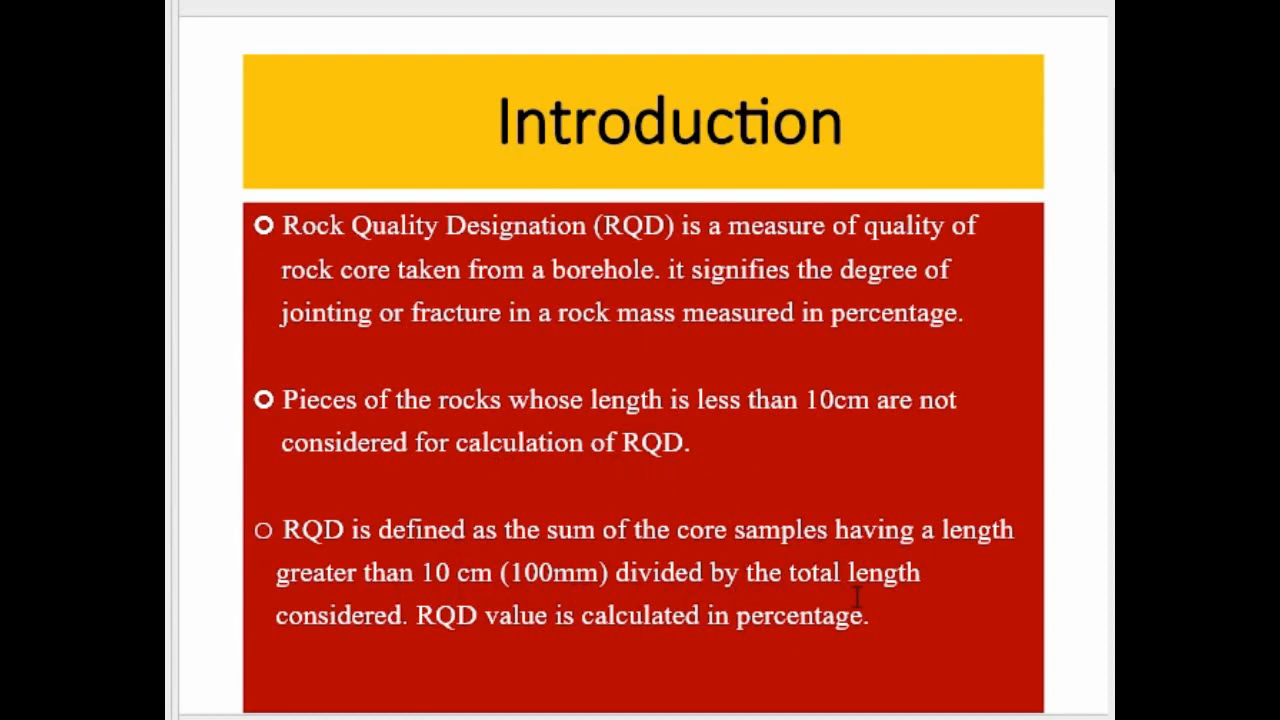 Introduction
Rock Quality Designation (RQD) is a measure of quality of
rock core taken from a borehole. it signifies the degree of
jointing or fracture in a rock mass measured in percentage.
Pieces of the rocks whose length is less than 10cm are not
considered for calculation of RQD.
RQD is defined as the sum of the core samples having a length
greater than 10 cm (100mm) divided by the total length
considered. RQD value is calculated in percentage.